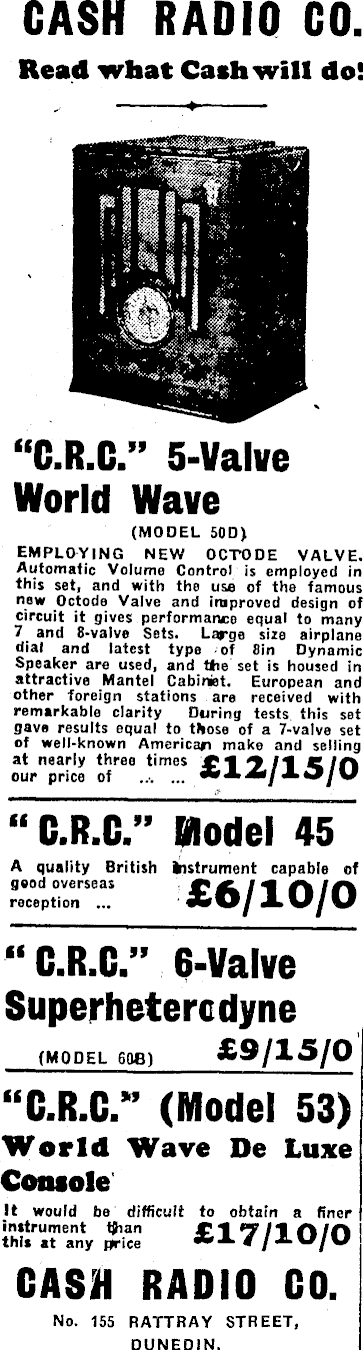 CASH RADIO CO.
Read what Cash will do!
"C.R.C." 5-Valve
World Wave
(MODEL 50D)
EMPLOYING NEW OCTODE VALVE.
Automatic Volume Control is employed in
this set, and with the use of the famous
new Octode Valve and improved design of
circuit it gives performance equal to many
7 and 8-valve Sets. Large size airplane
dial and latest type of 8in Dynamic
Speaker are used, and the set is housed in
attractive Mantel Cabinet. European and
other foreign stations are received with
remarkable clarity During tests this set
gave results equal to those of a 7-valve set
of well-known American make and selling
at nearly three times
our price of ... ... £12/15/0
"C.R.C." Model 45
A quality British instrument capable of
good overseas
reception ... £6/10/0
"C.R.C." 6-Valve
Superheterodyne
(MODEL 60B) £9/15/0
"C.R.C." (Model 53)
World Wave De Luxe
Console
It would be difficult to obtain a finer
instrument than
this at any price £17/10/0
CASH RADIO CO.
No. 155 RATTRAY STREET,
DUNEDIN.